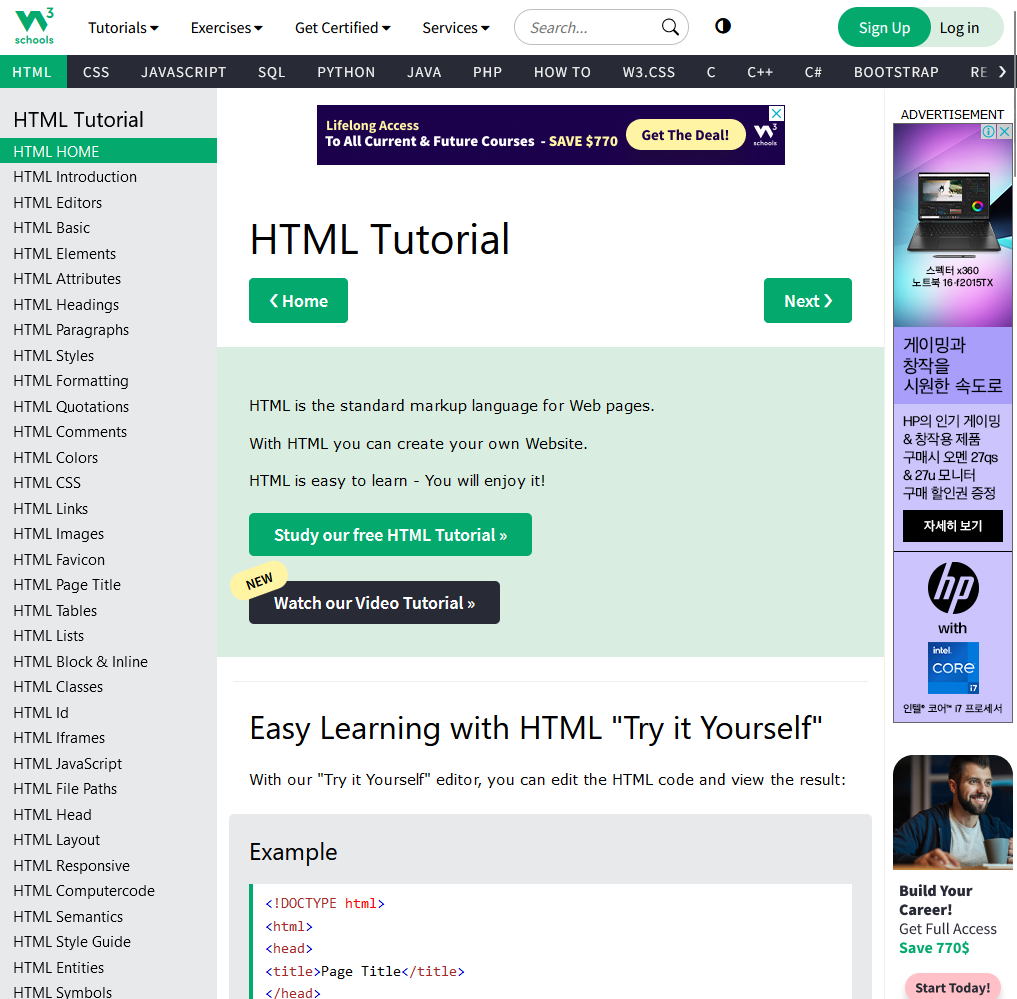 3
schools
Tutorials
Exercises
Get Certified
Services
Search...
Sign Up
Log in
HTML
CSS
JAVASCRIPT
SQL
PYTHON
JAVA
PHP
HOW TO
W3.CSS
C
C++
C#
BOOTSTRAP
RE
HTML Tutorial
HTML HOME
HTML Introduction
HTML Editors
HTML Basic
HTML Elements
HTML Attributes
HTML Headings
HTML Paragraphs
HTML Styles
HTML Formatting
HTML Quotations
HTML Comments
HTML Colors
HTML CSS
HTML Links
HTML Images
HTML Favicon
HTML Page Title
HTML Tables
HTML Lists
HTML Block & Inline
HTML Classes
HTML Id
HTML Iframes
HTML JavaScript
HTML File Paths
HTML Head
HTML Layout
HTML Responsive
HTML Computercode
HTML Semantics
HTML Style Guide
HTML Entities
HTML Symbols
Lifelong Access
To All Current & Future Courses - SAVE $770
Get The Deal!
3
schools
HTML Tutorial
❮ Home
Next ❯
HTML is the standard markup language for Web pages.
With HTML you can create your own Website.
HTML is easy to learn - You will enjoy it!
Study our free HTML Tutorial »
NEW
Watch our Video Tutorial »
Easy Learning with HTML "Try it Yourself"
With our "Try it Yourself" editor, you can edit the HTML code and view the result:
Example
<!DOCTYPE html>
<html>
<head>
<title>Page Title</title>
</head>
ADVERTISEMENT
스펙터 x360
노트북 16-f2015TX
게이밍과
창작을
시원한 속도로
HP의 인기 게이밍
& 창작용 제품
구매시 오멘 27qs
& 27u 모니터
구매 할인권 증정
자세히 보기
hp
with
intel.
CORE
i7
인텔® 코어™ i7 프로세서
Build Your
Career!
Get Full Access
Save 770$
Start Today!